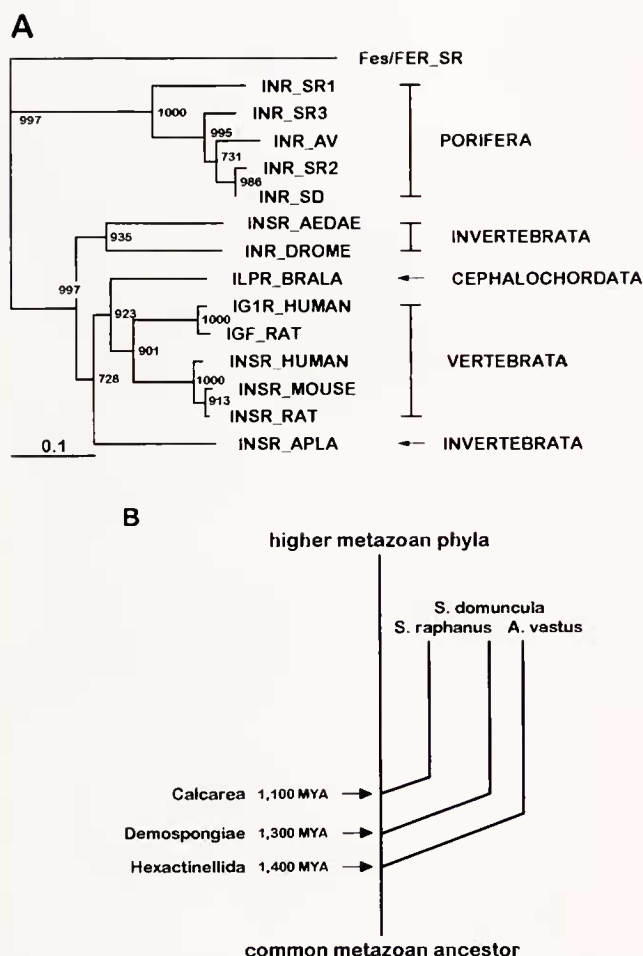 A
Fes/FER_SR
INR_SR1
INR_SR3
INR_AV
INR_SR2
INR_SD
INSR_AEDAE
INR_DROME
ILPR_BRALA
IG1R_HUMAN
IGF_RAT
INSR_HUMAN
INSR_MOUSE
INSR_RAT
INSR_APLA
997
1000
995
731
986
935
997
923
1000
901
1000
913
728
0.1
PORIFERA
INVERTEBRATA
CEPHALOCHORDATA
VERTEBRATA
INVERTEBRATA
B
higher metazoan phyla
S. domuncula
S. raphanus A. vastus
Calcarea 1,100 MYA
Demospongiae 1,300 MYA
Hexactinellida 1,400 MYA
common metazoan ancestor